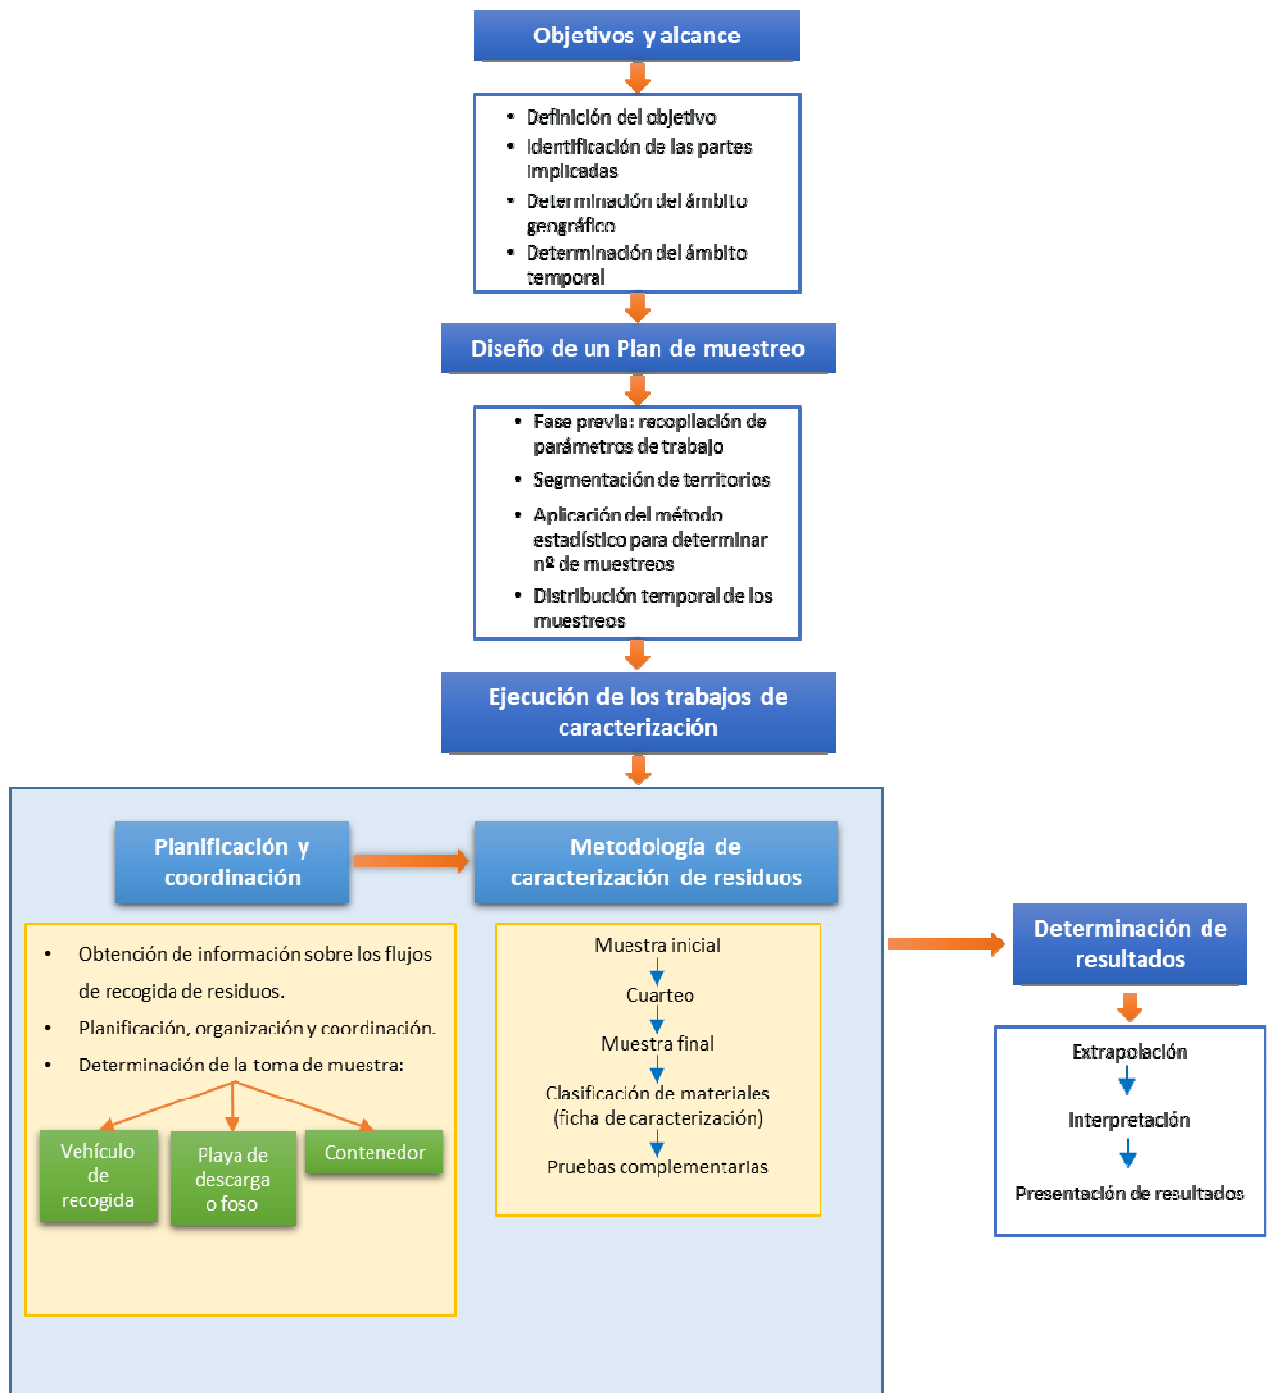 Objetivos y alcance
• Definición del objetivo
• Identificación de las partes
implicadas
• Determinación del ámbito
geográfico
• Determinación del ámbito
temporal
Diseño de un Plan de muestreo
• Fase previa: recopilación de
parámetros de trabajo
• Segmentación de territorios
• Aplicación del método
estadístico para determinar
nº de muestreos
• Distribución temporal de los
muestreos
Ejecución de los trabajos de
caracterización
Planificación y
coordinación
• Obtención de información sobre los flujos
de recogida de residuos.
• Planificación, organización y coordinación.
• Determinación de la toma de muestra:
Vehículo
de
recogida
Playa de
descarga
o foso
Contenedor
Metodología de
caracterización de residuos
Muestra inicial
Cuarteo
Muestra final
Clasificación de materiales
(ficha de caracterización)
Pruebas complementarias
Determinación de
resultados
Extrapolación
Interpretación
Presentación de resultados